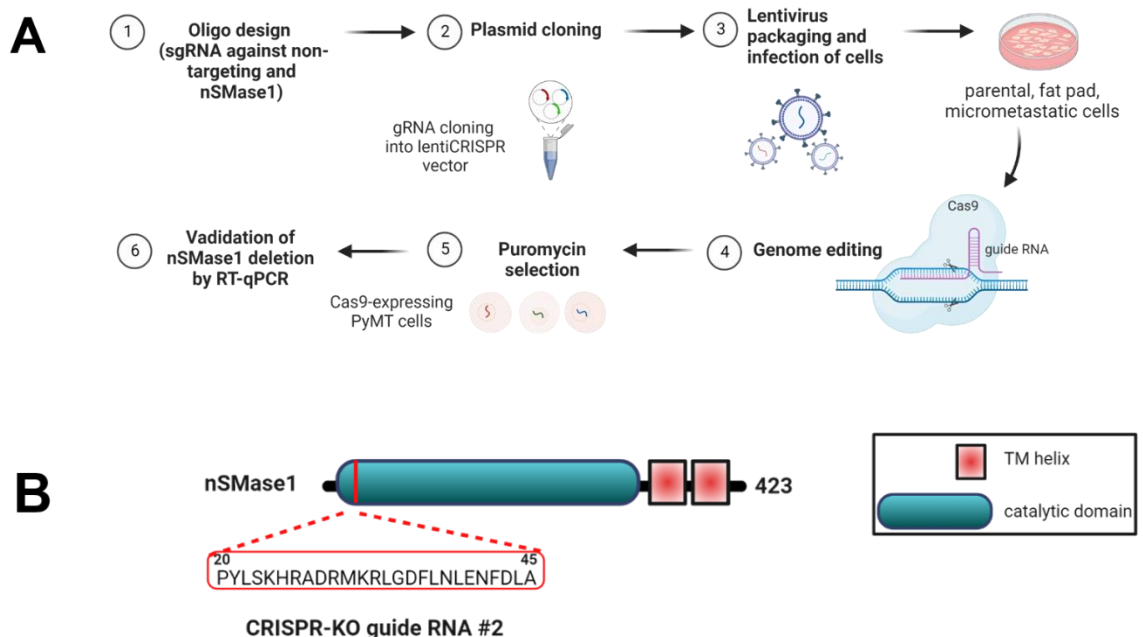 A
1
Oligo design
(sgRNA against non-
targeting and
nSMase1)
2
Plasmid cloning
gRNA cloning
into lentiCRISPR
vector
3
Lentivirus
packaging and
infection of cells
parental, fat pad,
micrometastatic cells
Cas9
guide RNA
4
Genome editing
5
Puromycin
selection
Cas9-expressing
PyMT cells
6
Vadidation of
nSMase1 deletion
by RT-qPCR
B
nSMase1
423
20
45
PYLSKHRADRMKRLGDFLNLENFDLA
CRISPR-KO guide RNA #2
TM helix
catalytic domain